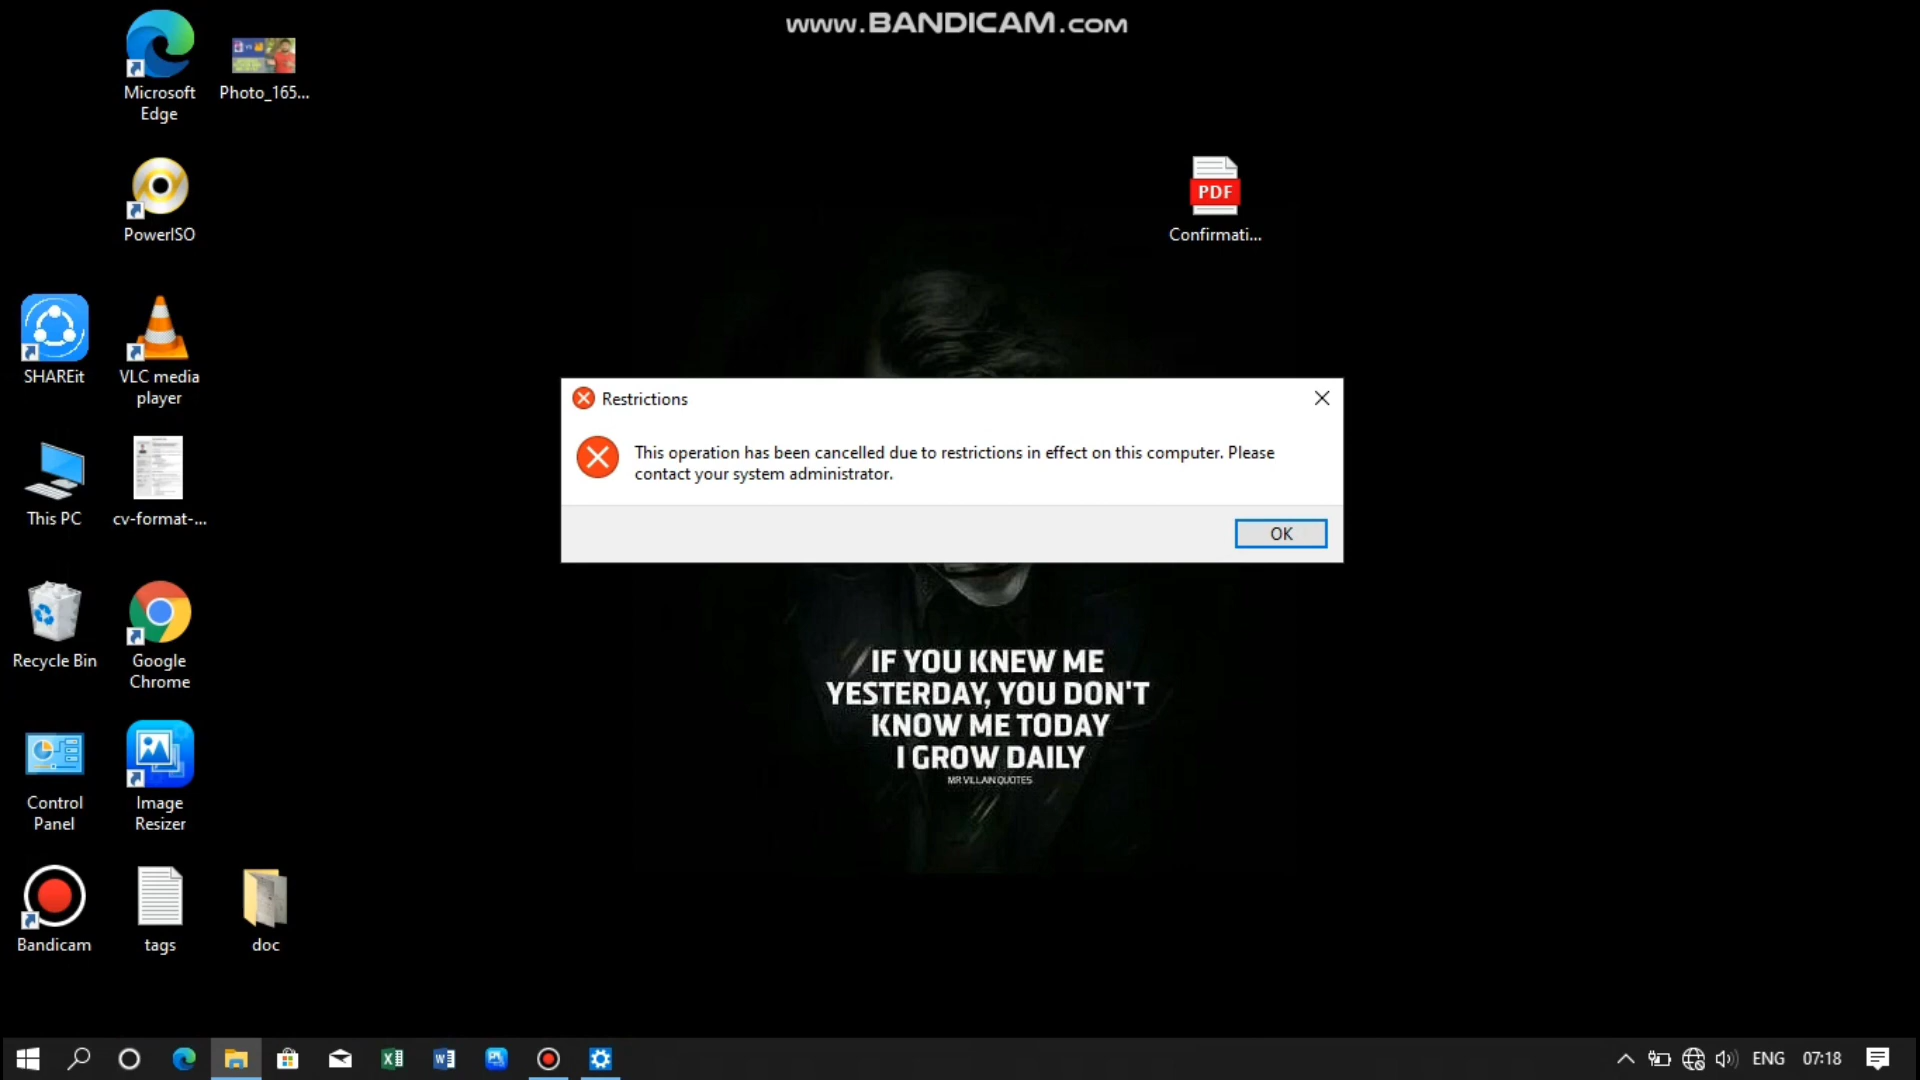 www.BANDICAM.com
Microsoft
Edge
Photo_165...
PowerISO
PDF
Confirmati...
SHAREit
VLC media
player
Restrictions
This operation has been cancelled due to restrictions in effect on this computer. Please
contact your system administrator.
OK
This PC
cv-format-...
Recycle Bin
Google
Chrome
IF YOU KNEW ME
YESTERDAY, YOU DON'T
KNOW ME TODAY
I GROW DAILY
MR VILLAIN QUOTES
Control
Panel
Image
Resizer
Bandicam
tags
doc
ENG
07:18